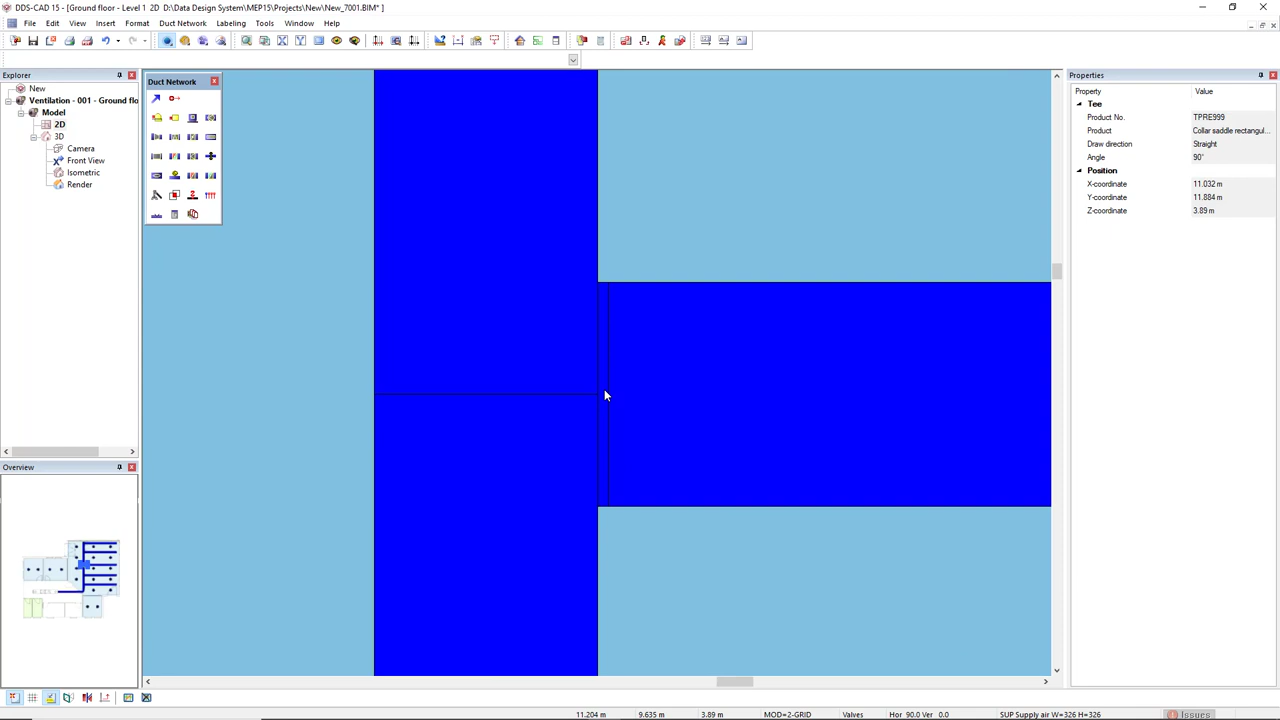 DDS-CAD 15 - [Ground floor - Level 1 2D D:\Data Design System\MEP15\Projects\New\New_7001.BIM* ]
File Edit View Insert Format Duct Network Labeling Tools Window Help
Explorer
New
Ventilation - 001 - Ground flo
Model
2D
3D
Camera
Front View
Isometric
Render
Overview
Duct Network
Properties
Property Value
Tee
Product No. TPRE999
Product Collar saddle rectangul...
Draw direction Straight
Angle 90°
Position
X-coordinate 11.032 m
Y-coordinate 11.884 m
Z-coordinate 3.89 m
11.204 m 9.635 m 3.89 m MOD=2-GRID Valves Hor 90.0 Ver 0.0 SUP Supply air W=326 H=326 Issues